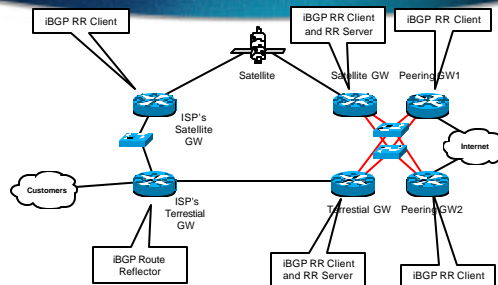 iBGP RR Client
iBGP RR Client
and RR Server
iBGP RR Client
Satellite
Satellite GW
Peering GW1
ISP's
Satellite
GW
Internet
Customers
ISP's
Terrestial
GW
Terrestial GW
Peering GW2
iBGP Route
Reflector
iBGP RR Client
and RR Server
iBGP RR Client